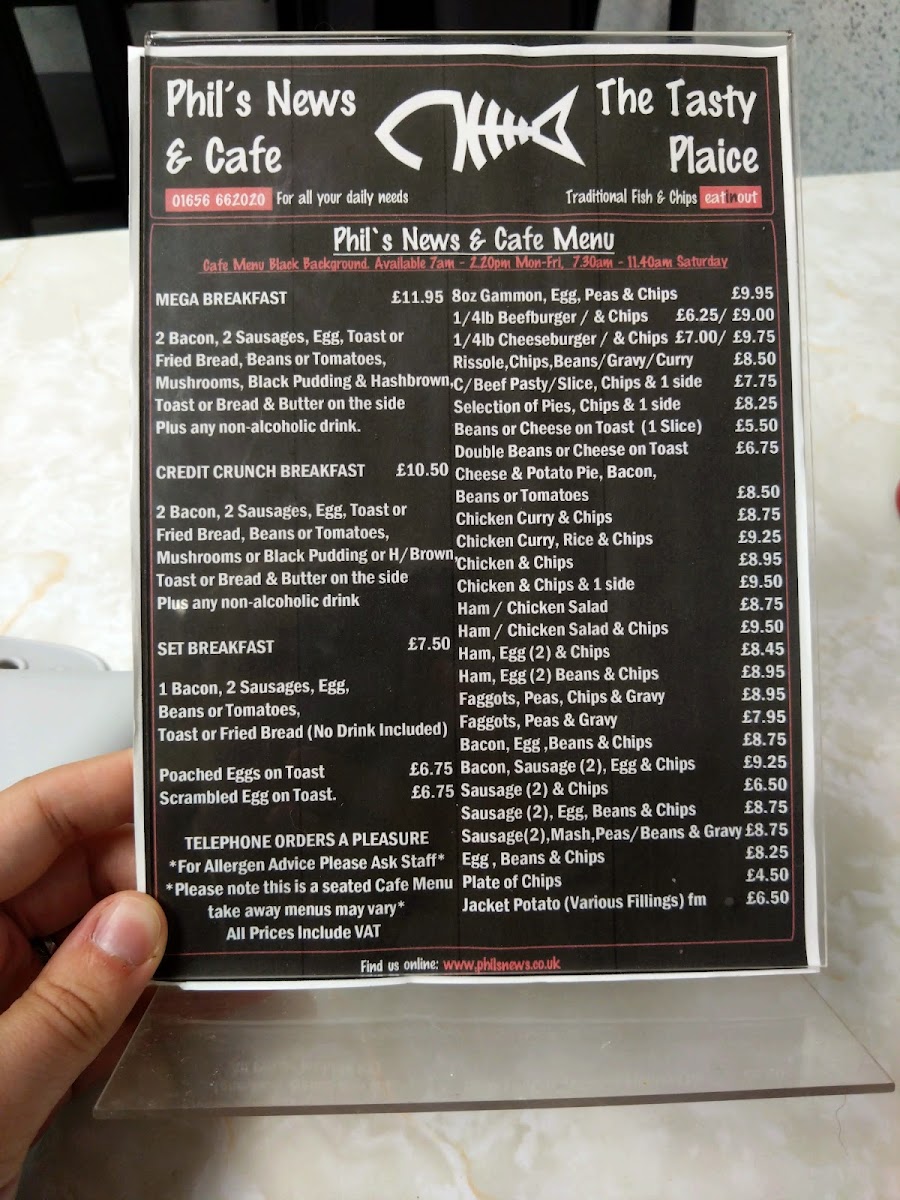 Phil's News
& Cafe
The Tasty
Plaice
01656 662020 For all your daily needs
Traditional Fish & Chips eatinout
Phil`s News & Cafe Menu
Cafe Menu Black Background. Available 7am - 2.20pm Mon-Fri, 7.30am - 11.40am Saturday
MEGA BREAKFAST £11.95
2 Bacon, 2 Sausages, Egg, Toast or
Fried Bread, Beans or Tomatoes,
Mushrooms, Black Pudding & Hashbrown,
Toast or Bread & Butter on the side
Plus any non-alcoholic drink.
CREDIT CRUNCH BREAKFAST £10.50
2 Bacon, 2 Sausages, Egg, Toast or
Fried Bread, Beans or Tomatoes,
Mushrooms or Black Pudding or H/Brown,
Toast or Bread & Butter on the side
Plus any non-alcoholic drink
SET BREAKFAST £7.50
1 Bacon, 2 Sausages, Egg,
Beans or Tomatoes,
Toast or Fried Bread (No Drink Included)
Poached Eggs on Toast £6.75
Scrambled Egg on Toast. £6.75
TELEPHONE ORDERS A PLEASURE
*For Allergen Advice Please Ask Staff*
*Please note this is a seated Cafe Menu
take away menus may vary*
All Prices Include VAT
8oz Gammon, Egg, Peas & Chips £9.95
1/4lb Beefburger / & Chips £6.25/ £9.00
1/4lb Cheeseburger / & Chips £7.00/ £9.75
Rissole,Chips,Beans/Gravy/Curry £8.50
C/Beef Pasty/Slice, Chips & 1 side £7.75
Selection of Pies, Chips & 1 side £8.25
Beans or Cheese on Toast (1 Slice) £5.50
Double Beans or Cheese on Toast £6.75
Cheese & Potato Pie, Bacon,
Beans or Tomatoes £8.50
Chicken Curry & Chips £8.75
Chicken Curry, Rice & Chips £9.25
Chicken & Chips £8.95
Chicken & Chips & 1 side £9.50
Ham / Chicken Salad £8.75
Ham / Chicken Salad & Chips £9.50
Ham, Egg (2) & Chips £8.45
Ham, Egg (2) Beans & Chips £8.95
Faggots, Peas, Chips & Gravy £8.95
Faggots, Peas & Gravy £7.95
Bacon, Egg ,Beans & Chips £8.75
Bacon, Sausage (2), Egg & Chips £9.25
Sausage (2) & Chips £6.50
Sausage (2), Egg, Beans & Chips £8.75
Sausage(2),Mash,Peas/Beans & Gravy £8.75
Egg , Beans & Chips £8.25
Plate of Chips £4.50
Jacket Potato (Various Fillings) fm £6.50
Find us online: www.philsnews.co.uk